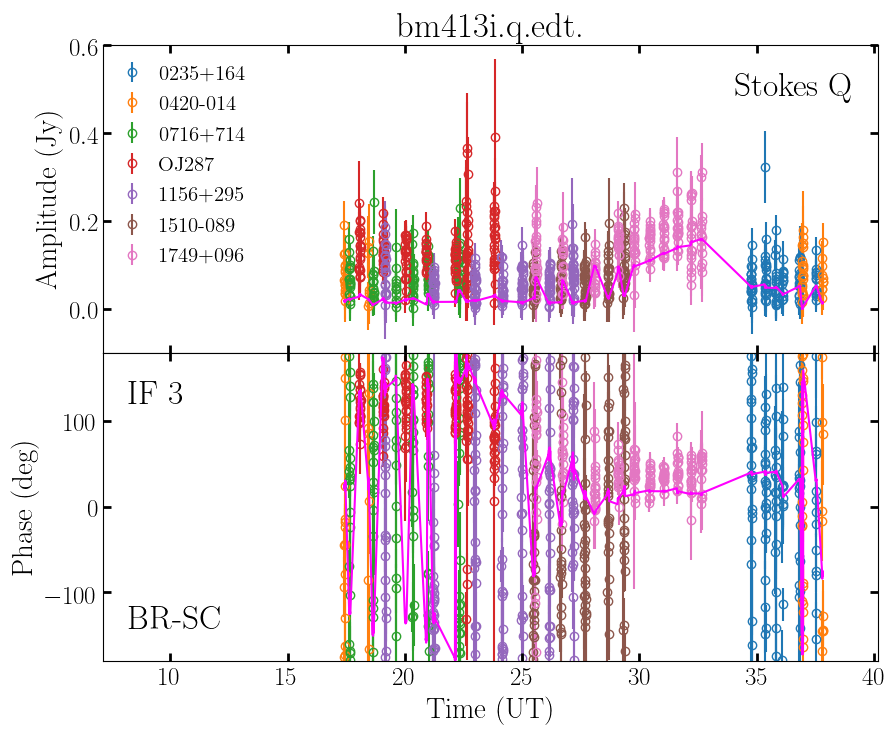 bm413i.q.edt.
Stokes Q
0235+164
0420-014
0716+714
OJ287
1156+295
1510-089
1749+096
Amplitude (Jy)
0.6
0.4
0.2
0.0
IF 3
BR-SC
Phase (deg)
100
0
−100
10 15 20 25 30 35 40
Time (UT)